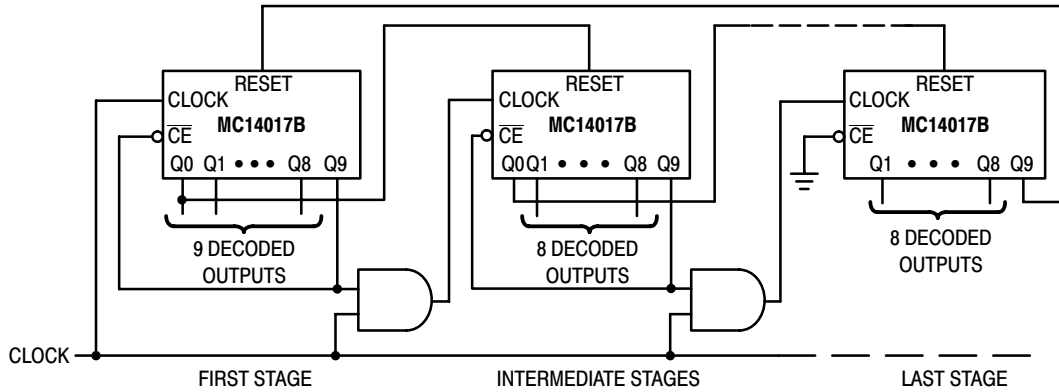 RESET RESET RESET
CLOCK CLOCK CLOCK
MC14017B MC14017B MC14017B
CE CE CE
Q0 Q1 • • • Q8 Q9 Q0 Q1 • • • Q8 Q9 Q1 • • • Q8 Q9
9 DECODED 8 DECODED 8 DECODED
OUTPUTS OUTPUTS OUTPUTS
CLOCK
FIRST STAGE INTERMEDIATE STAGES LAST STAGE